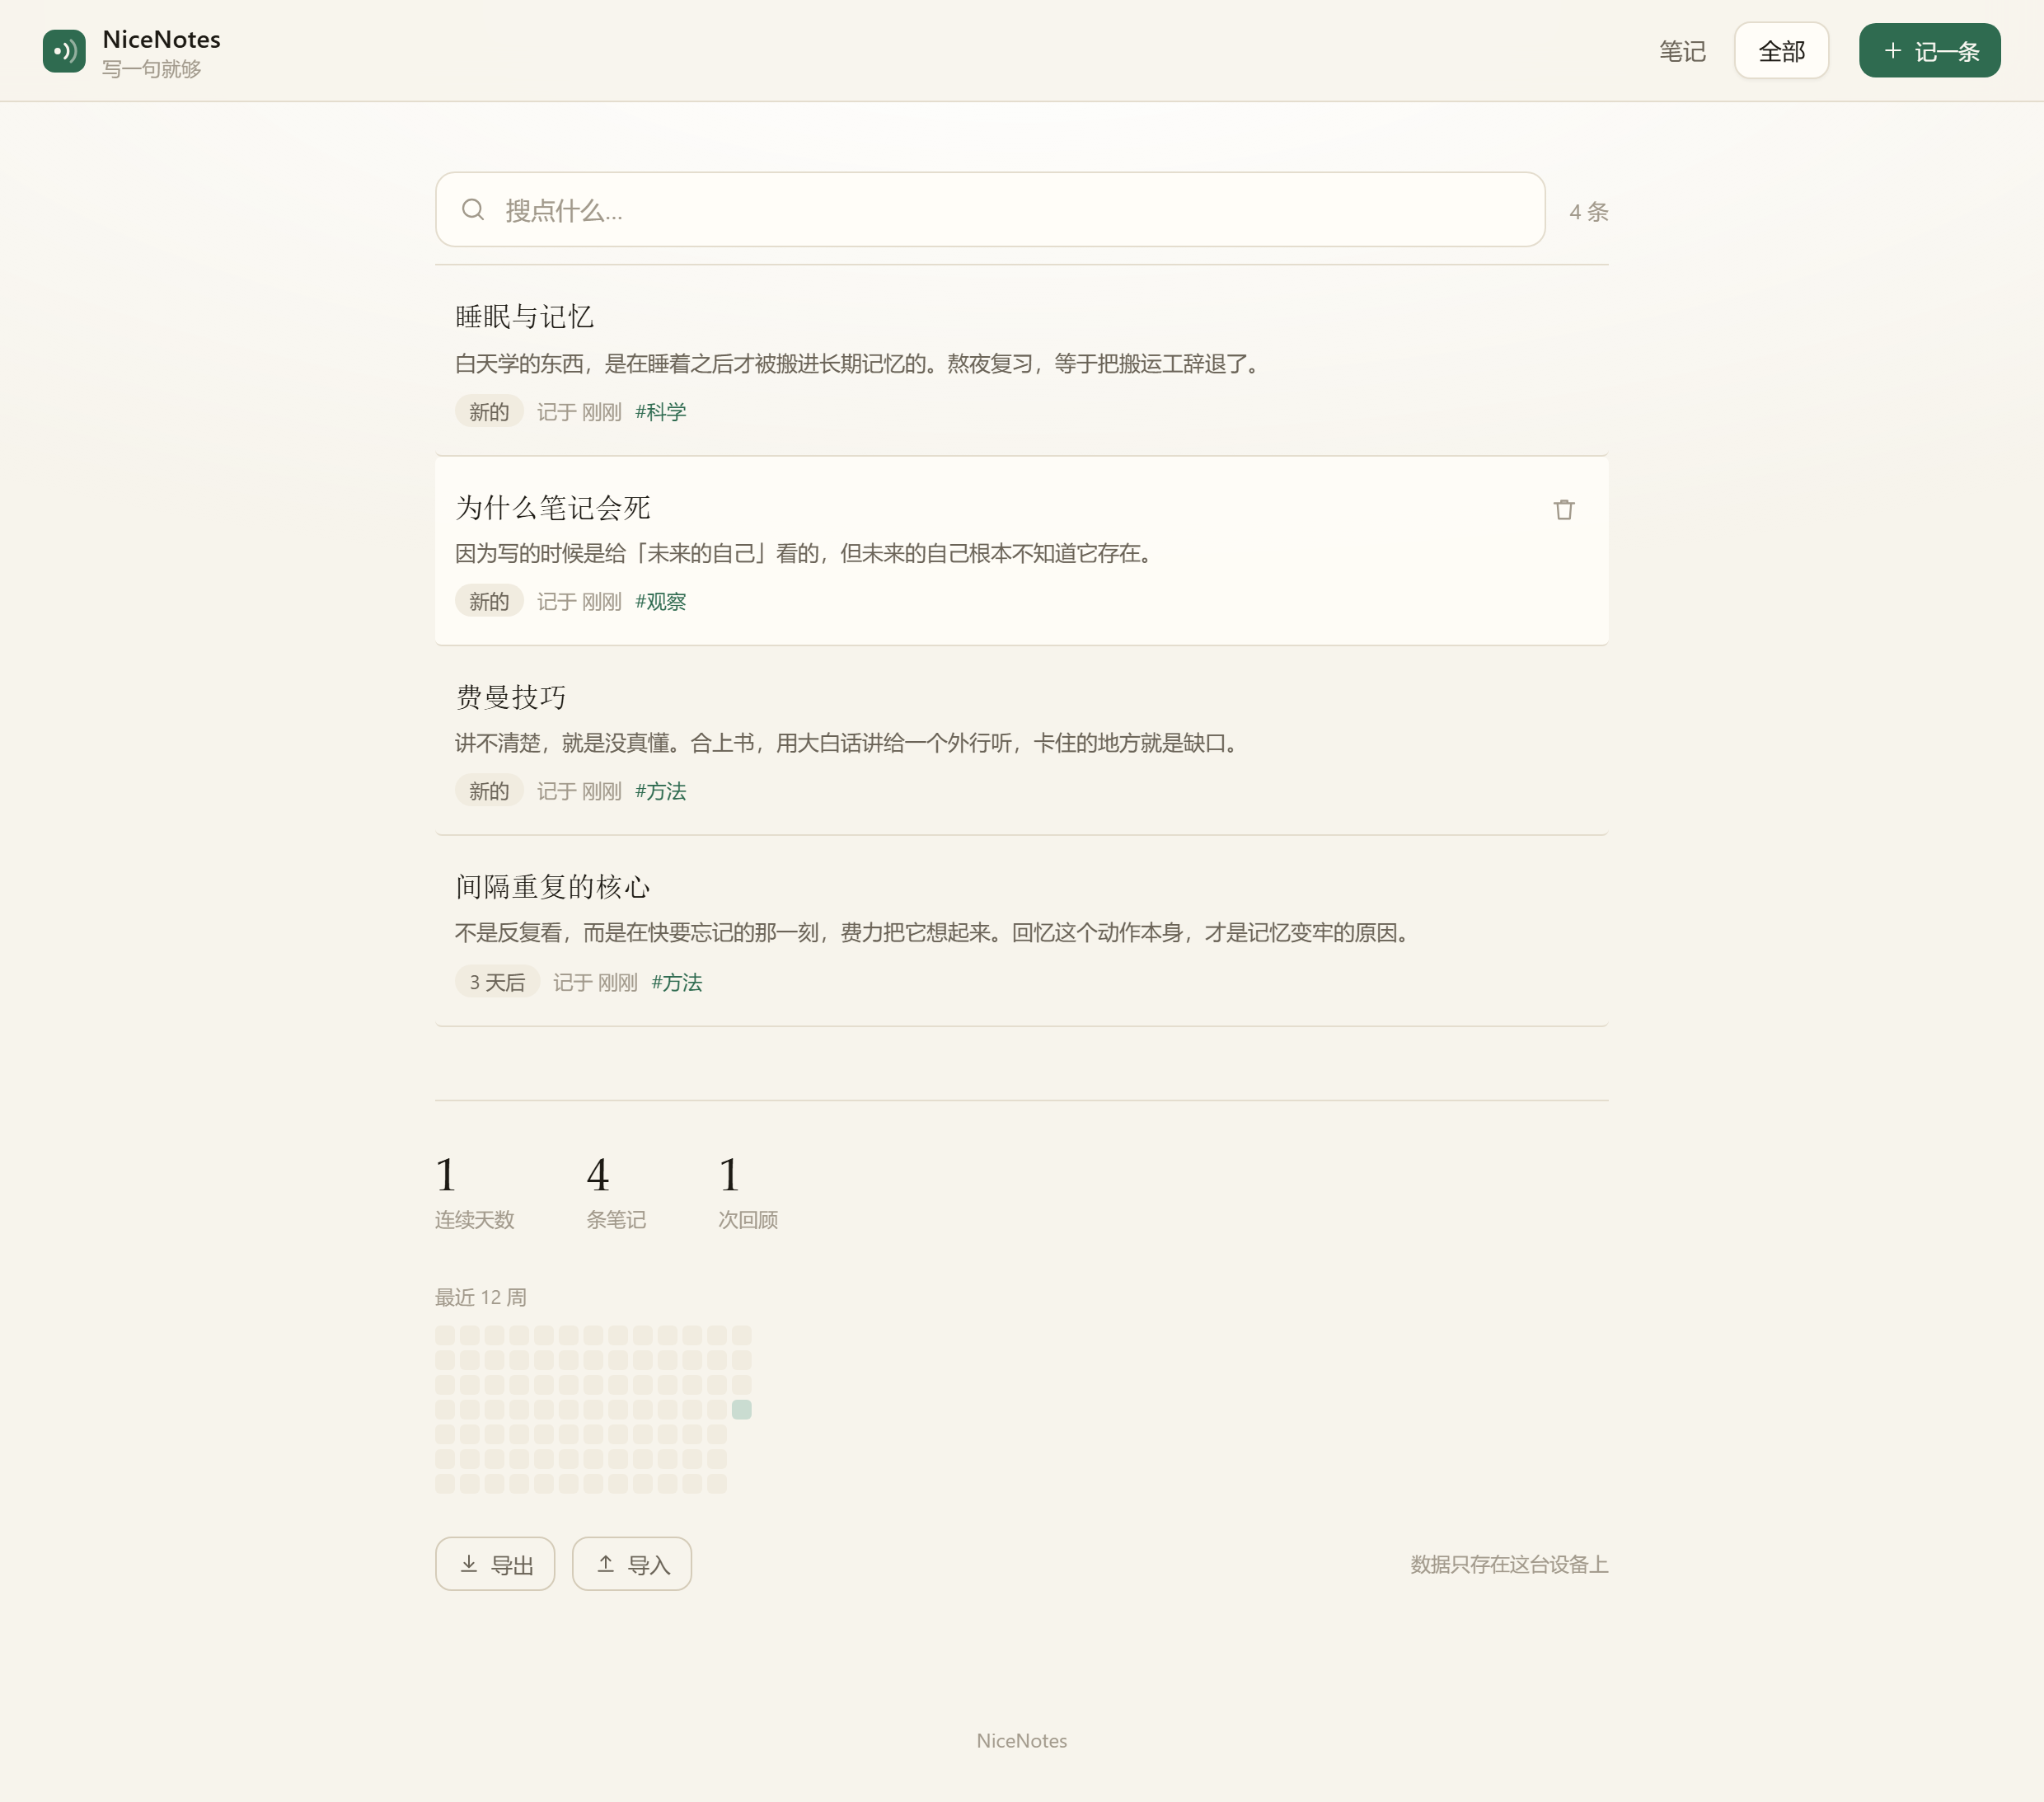 NiceNotes
写一句就够
笔记
全部
记一条
搜点什么...
4 条
睡眠与记忆
白天学的东西，是在睡着之后才被搬进长期记忆的。熬夜复习，等于把搬运工辞退了。
新的 记于 刚刚 #科学
为什么笔记会死
因为写的时候是给「未来的自己」看的，但未来的自己根本不知道它存在。
新的 记于 刚刚 #观察
费曼技巧
讲不清楚，就是没真懂。合上书，用大白话讲给一个外行听，卡住的地方就是缺口。
新的 记于 刚刚 #方法
间隔重复的核心
不是反复看，而是在快要忘记的那一刻，费力把它想起来。回忆这个动作本身，才是记忆变牢的原因。
3 天后 记于 刚刚 #方法
1 4 1
连续天数 条笔记 次回顾
最近 12 周
导出 导入 数据只存在这台设备上
NiceNotes